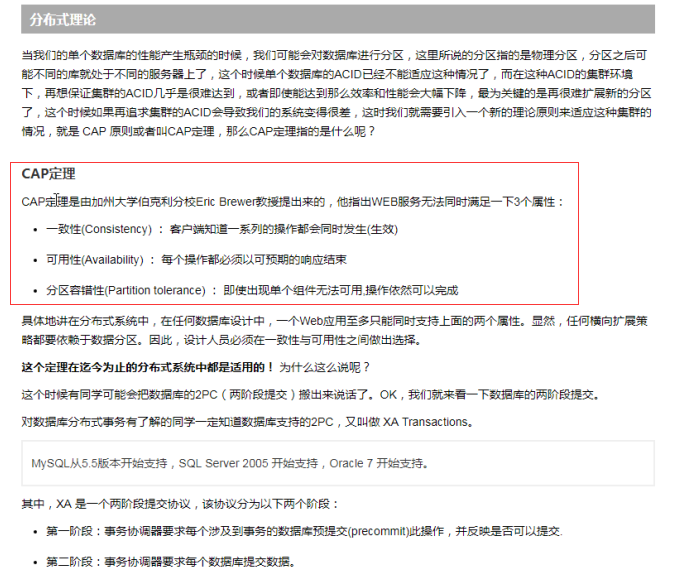 分布式理论
当我们的单个数据库的性能产生瓶颈的时候，我们可能会对数据库进行分区，这里所说的分区指的是物理分区，分区之后可
能不同的库就处于不同的服务器上了，这个时候单个数据库的ACID已经不能适应这种情况了，而在这种ACID的集群环境
下，再想保证集群的ACID几乎是很难达到，或者即使能达到那么效率和性能会大幅下降，最为关键的是再很难扩展新的分区
了，这个时候如果再追求集群的ACID会导致我们的系统变得很差，这时我们就需要引入一个新的理论原则来适应这种集群的
情况，就是 CAP 原则或者叫CAP定理，那么CAP定理指的是什么呢？
CAP定理
CAP定理是由加州大学伯克利分校Eric Brewer教授提出来的，他指出WEB服务无法同时满足一下3个属性：
• 一致性(Consistency) ： 客户端知道一系列的操作都会同时发生(生效)
• 可用性(Availability) ： 每个操作都必须以可预期的响应结束
• 分区容错性(Partition tolerance) ： 即使出现单个组件无法可用,操作依然可以完成
具体地讲在分布式系统中，在任何数据库设计中，一个Web应用至多只能同时支持上面的两个属性。显然，任何横向扩展策
略都要依赖于数据分区。因此，设计人员必须在一致性与可用性之间做出选择。
这个定理在迄今为止的分布式系统中都是适用的！ 为什么这么说呢？
这个时候有同学可能会把数据库的2PC（两阶段提交）搬出来说话了。OK，我们就来看一下数据库的两阶段提交。
对数据库分布式事务有了解的同学一定知道数据库支持的2PC，又叫做 XA Transactions。
MySQL从5.5版本开始支持，SQL Server 2005 开始支持，Oracle 7 开始支持。
其中，XA 是一个两阶段提交协议，该协议分为以下两个阶段：
• 第一阶段：事务协调器要求每个涉及到事务的数据库预提交(precommit)此操作，并反映是否可以提交.
• 第二阶段：事务协调器要求每个数据库提交数据。